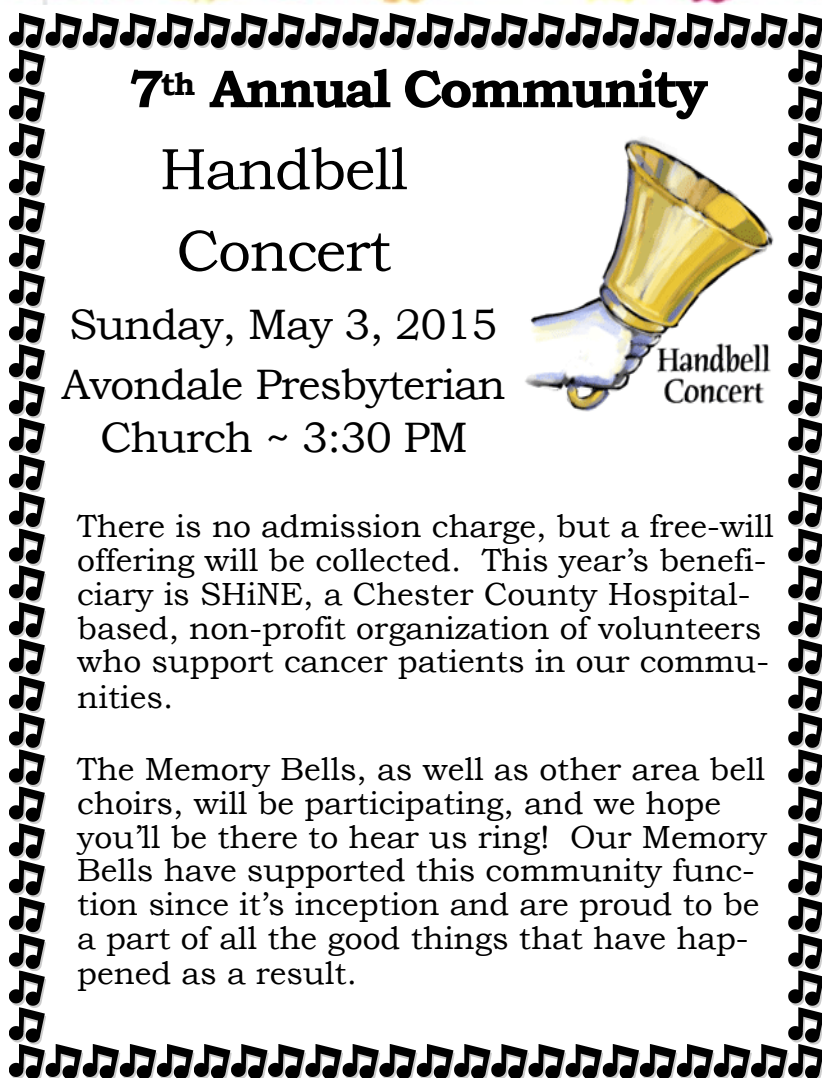 7th Annual Community
Handbell
Concert
Sunday, May 3, 2015
Avondale Presbyterian
Church ~ 3:30 PM
Handbell
Concert
There is no admission charge, but a free-will
offering will be collected.  This year’s benefi-
ciary is SHiNE, a Chester County Hospital-
based, non-profit organization of volunteers
who support cancer patients in our commu-
nities.
The Memory Bells, as well as other area bell
choirs, will be participating, and we hope
you’ll be there to hear us ring!  Our Memory
Bells have supported this community func-
tion since it’s inception and are proud to be
a part of all the good things that have hap-
pened as a result.